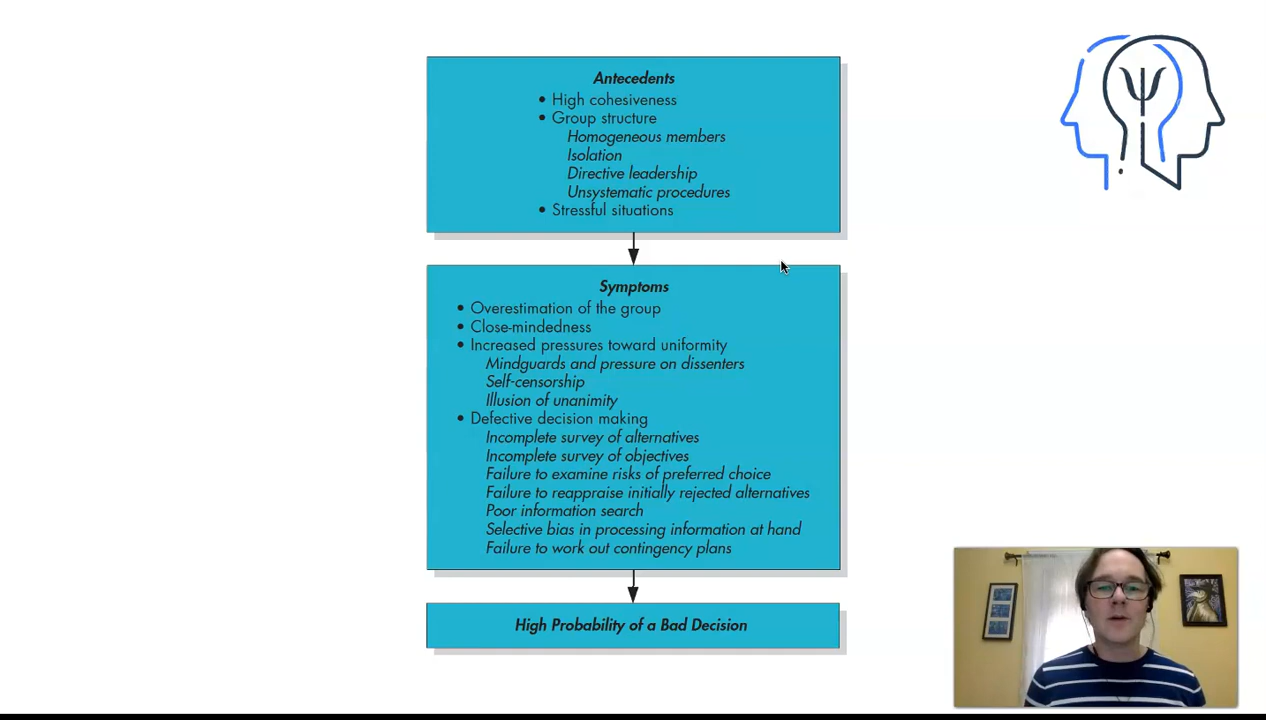 Antecedents
• High cohesiveness
• Group structure
Homogeneous members
Isolation
Directive leadership
Unsystematic procedures
• Stressful situations
Symptoms
• Overestimation of the group
• Close-mindedness
• Increased pressures toward uniformity
Mindguards and pressure on dissenters
Self-censorship
Illusion of unanimity
• Defective decision making
Incomplete survey of alternatives
Incomplete survey of objectives
Failure to examine risks of preferred choice
Failure to reappraise initially rejected alternatives
Poor information search
Selective bias in processing information at hand
Failure to work out contingency plans
High Probability of a Bad Decision
Ψ